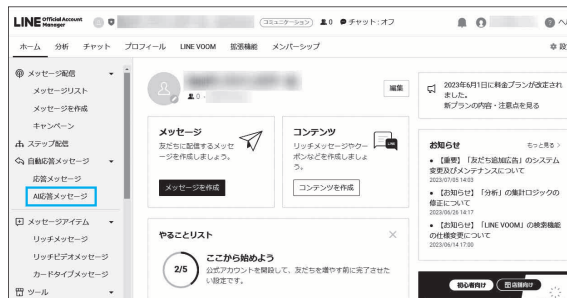 LINE Official Account Manager
コミュニケーション
0
チャット:オフ
ヘ
ホーム
分析
チャット
プロフィール
LINE VOOM
拡張機能
メンバーシップ
設
メッセージ配信
メッセージリスト
メッセージを作成
キャンペーン
ステップ配信
自動応答メッセージ
応答メッセージ
AI応答メッセージ
メッセージアイテム
リッチメッセージ
リッチビデオメッセージ
カードタイプメッセージ
ツール
0
編集
メッセージ
友だちに配信するメッセ
ージを作成しましょう。
メッセージを作成
コンテンツ
リッチメッセージやクー
ポンなどを作成しましょ
う。
コンテンツを作成
やることリスト
2/5
ここから始めよう
公式アカウントを開設して、友だちを増やす前に完了させた
い設定です。
2023年6月1日に料金プランが改定され
ました。
新プランの内容・注意点を見る
お知らせ
もっと見る
【重要】「友だち追加広告」のシステム
変更及びメンテナンスについて
2023/07/05 14:03
【お知らせ】「分析」の集計ロジックの
修正について
2023/06/26 14:17
【お知らせ】「LINE VOOM」の検索機能
の仕様変更について
2023/06/14 17:00
初心者向け
店舗向け